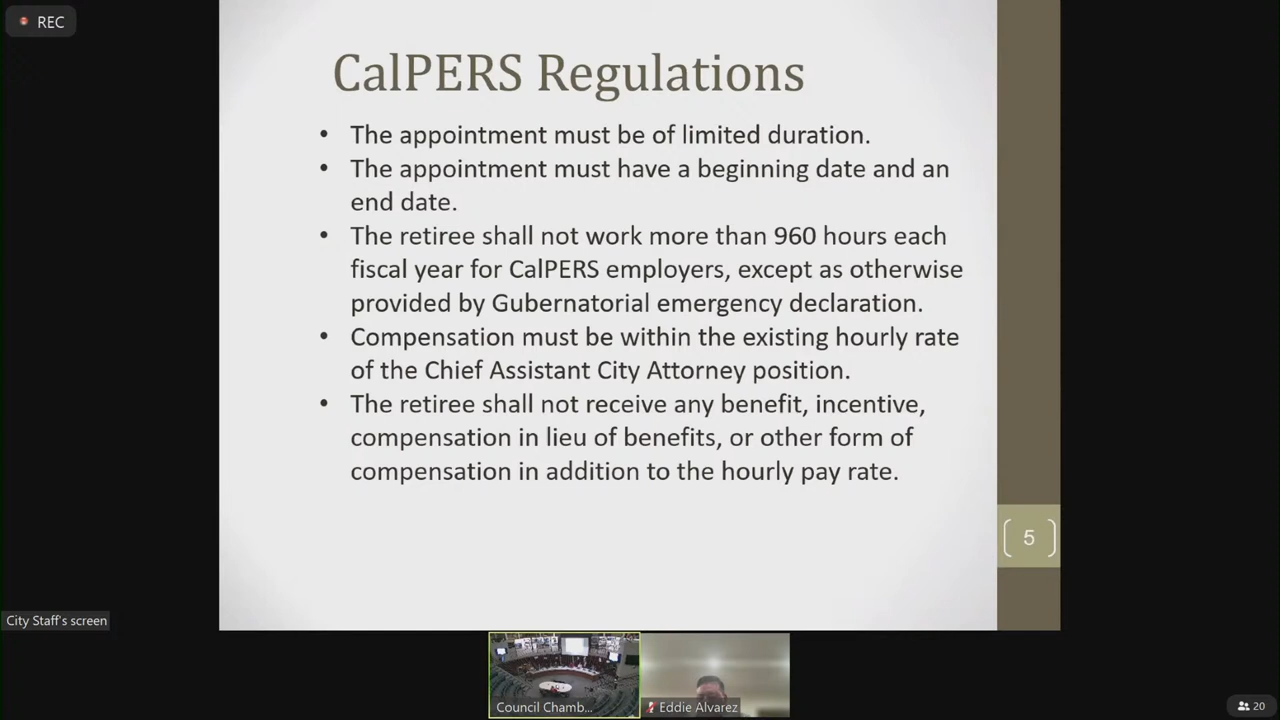 REC
CalPERS Regulations
• The appointment must be of limited duration.
• The appointment must have a beginning date and an
end date.
• The retiree shall not work more than 960 hours each
fiscal year for CalPERS employers, except as otherwise
provided by Gubernatorial emergency declaration.
• Compensation must be within the existing hourly rate
of the Chief Assistant City Attorney position.
• The retiree shall not receive any benefit, incentive,
compensation in lieu of benefits, or other form of
compensation in addition to the hourly pay rate.
5
City Staff's screen
Council Chamb...
Eddie Alvarez
20